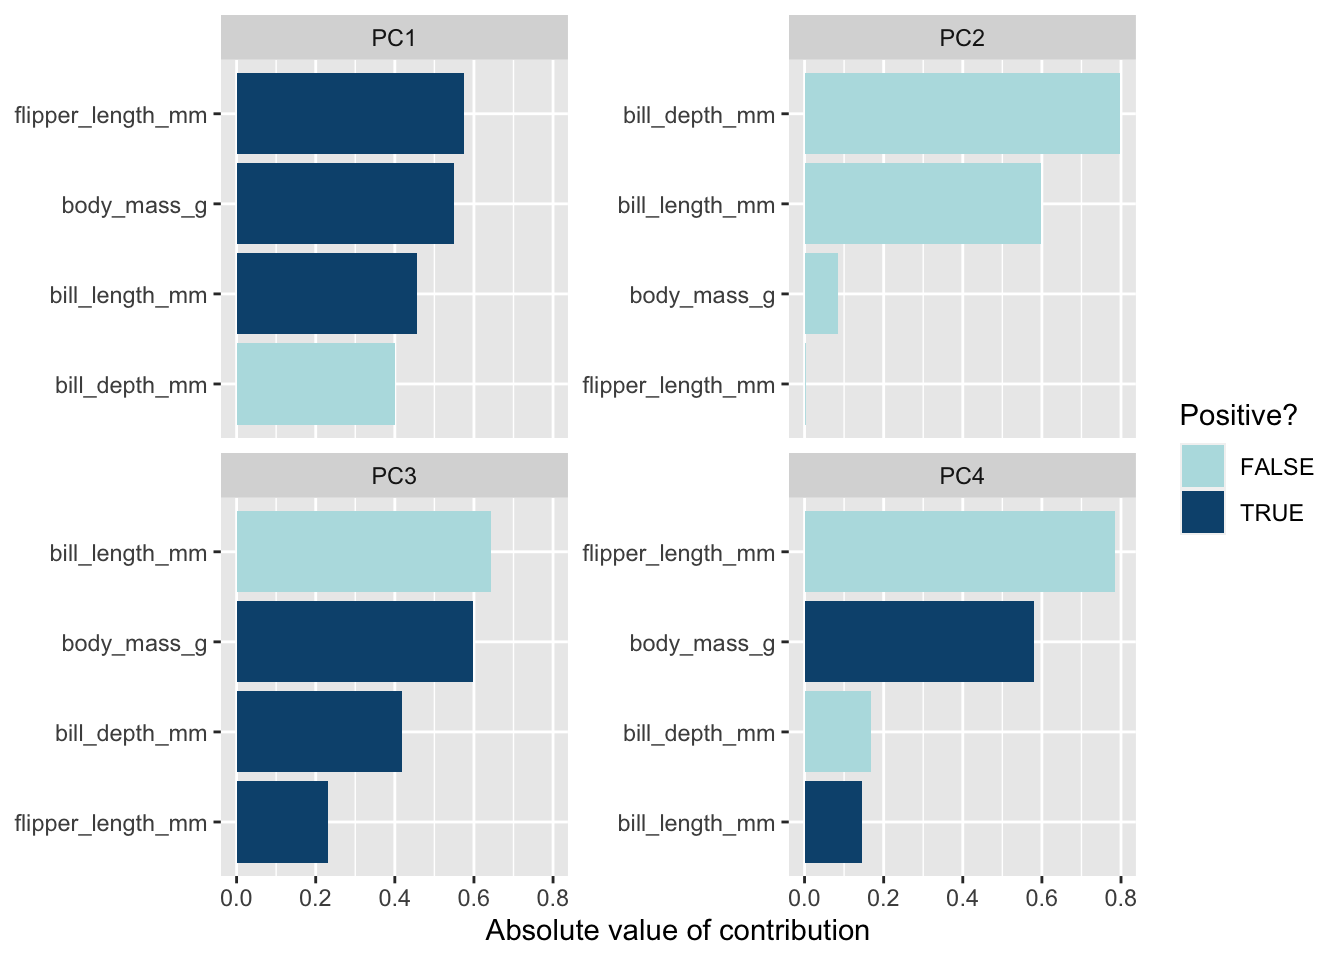 PC1
flipper_length_mm
body_mass_g
bill_length_mm
bill_depth_mm
PC2
bill_depth_mm
bill_length_mm
body_mass_g
flipper_length_mm
PC3
bill_length_mm
body_mass_g
bill_depth_mm
flipper_length_mm
0.0 0.2 0.4 0.6 0.8
PC4
flipper_length_mm
body_mass_g
bill_depth_mm
bill_length_mm
0.0 0.2 0.4 0.6 0.8
Absolute value of contribution
Positive?
FALSE
TRUE